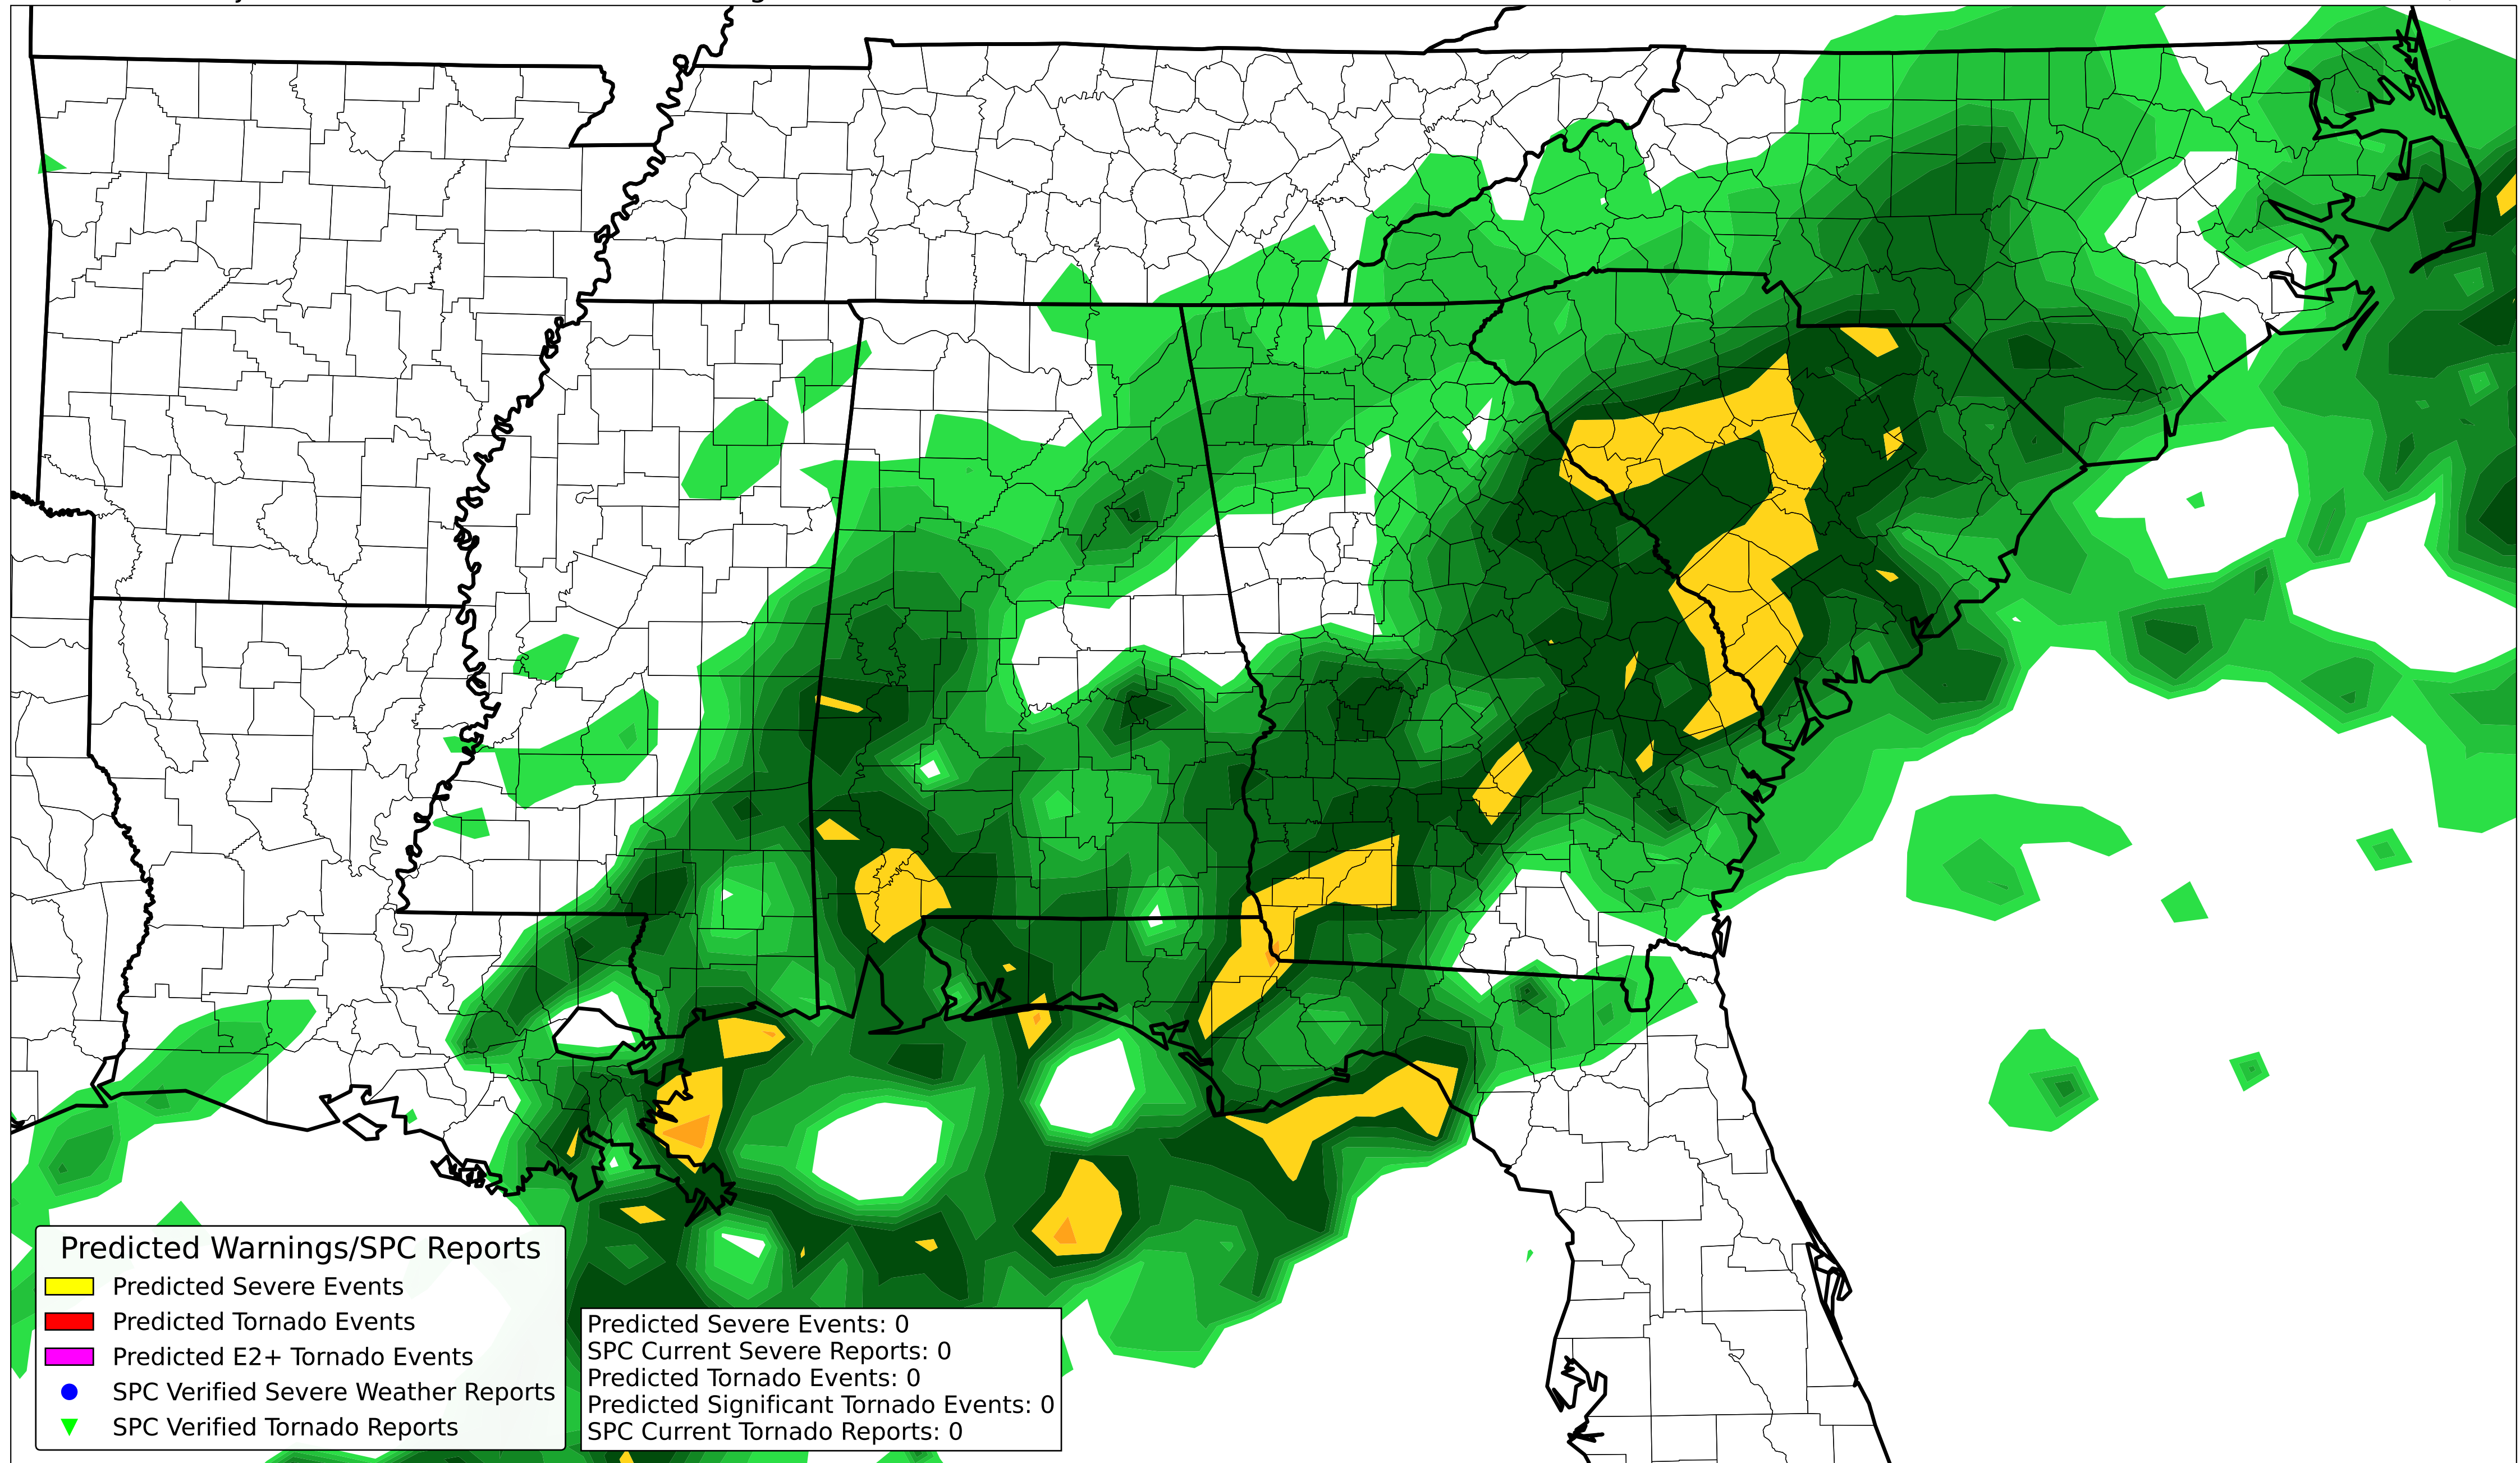 Predicted Warnings/SPC Reports
Predicted Severe Events
Predicted Tornado Events
Predicted E2+ Tornado Events
SPC Verified Severe Weather Reports
SPC Verified Tornado Reports
Predicted Severe Events: 0
SPC Current Severe Reports: 0
Predicted Tornado Events: 0
Predicted Significant Tornado Events: 0
SPC Current Tornado Reports: 0